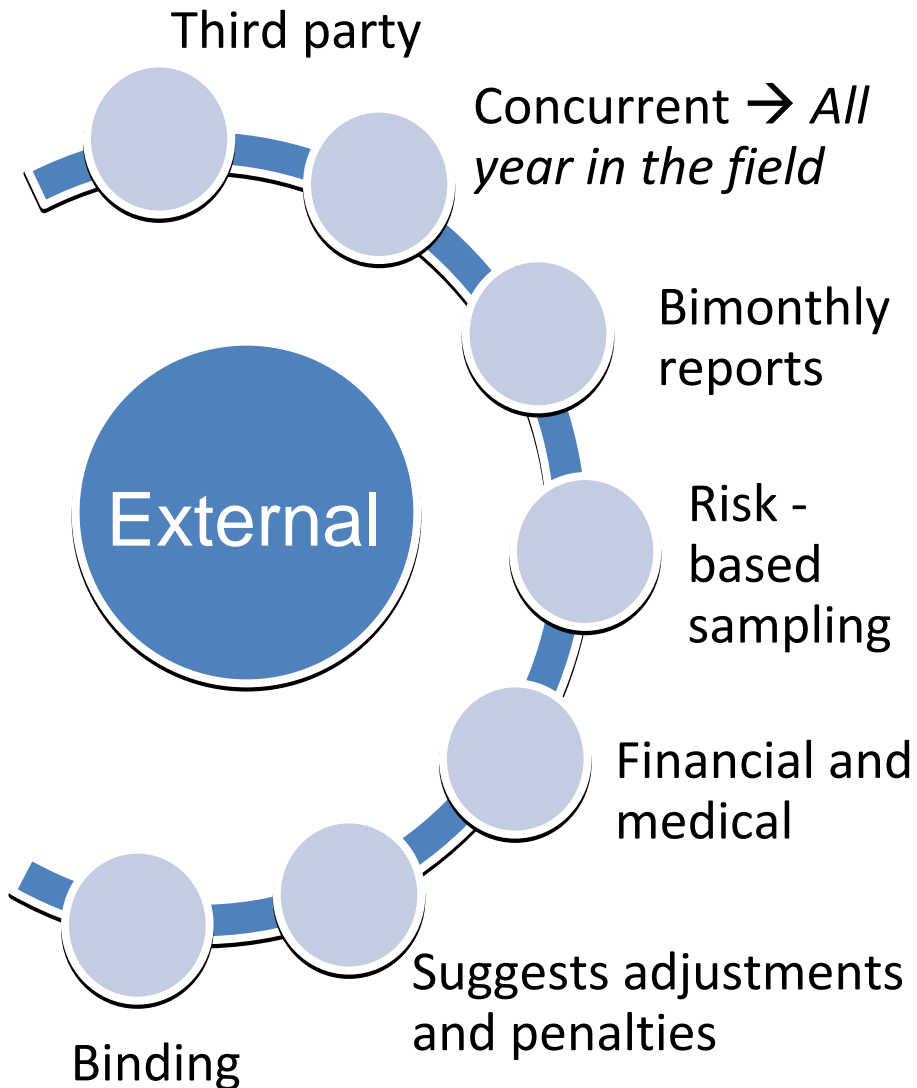 Third party
Concurrent → All
year in the field
Bimonthly
reports
External
Risk -
based
sampling
Financial and
medical
Suggests adjustments
and penalties
Binding